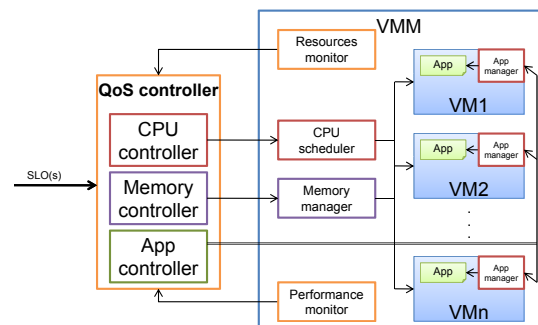 VMM
Resources
monitor
App
App
manager
VM1
QoS controller
CPU
controller
CPU
scheduler
App
App
manager
VM2
SLO(s)
Memory
controller
Memory
manager
.
.
.
App
controller
App
App
manager
VMn
Performance
monitor